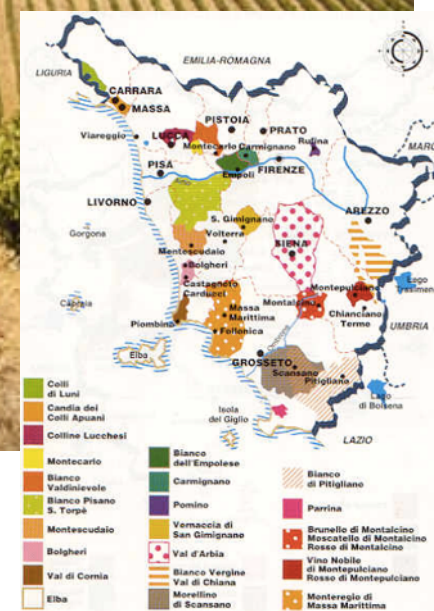 EMILIA-ROMAGNA
LIGURIA
CARRARA
MASSA
PISTOIA
PRATO
MARC
Viareggio
LUCCA
Montecarlo
Carmignano
Rufina
PISA
Empoli
FIRENZE
Arno
LIVORNO
AREZZO
Gorgona
S. Gimignano
Volterra
SIENA
Montescudaio
Bolgheri
Lago
Trasimeno
Castagneto
Carducci
Montepulciano
Montalcino
Capraia
Massa
Marittima
Chianciano
Terme
Piombino
UMBRIA
Follonica
Elba
GROSSETO
Scansano
Pitigliano
Lago
di Bolsena
Isola
del Giglio
LAZIO
Colli
di Luni
Candia dei
Colli Apuani
Colline Lucchesi
Montecarlo
Bianco
Valdinievole
Bianco Pisano
S. Torpè
Montescudaio
Bolgheri
Val di Cornia
Elba
Bianco
dell'Empolese
Carmignano
Pomino
Vernaccia di
San Gimignano
Val d'Arbia
Bianco Vergine
Val di Chiana
Morellino
di Scansano
Bianco
di Pitigliano
Parrina
Brunello di Montalcino
Moscatello di Montalcino
Rosso di Montalcino
Vino Nobile
di Montepulciano
Rosso di Montepulciano
Monteregio di
Massa Marittima